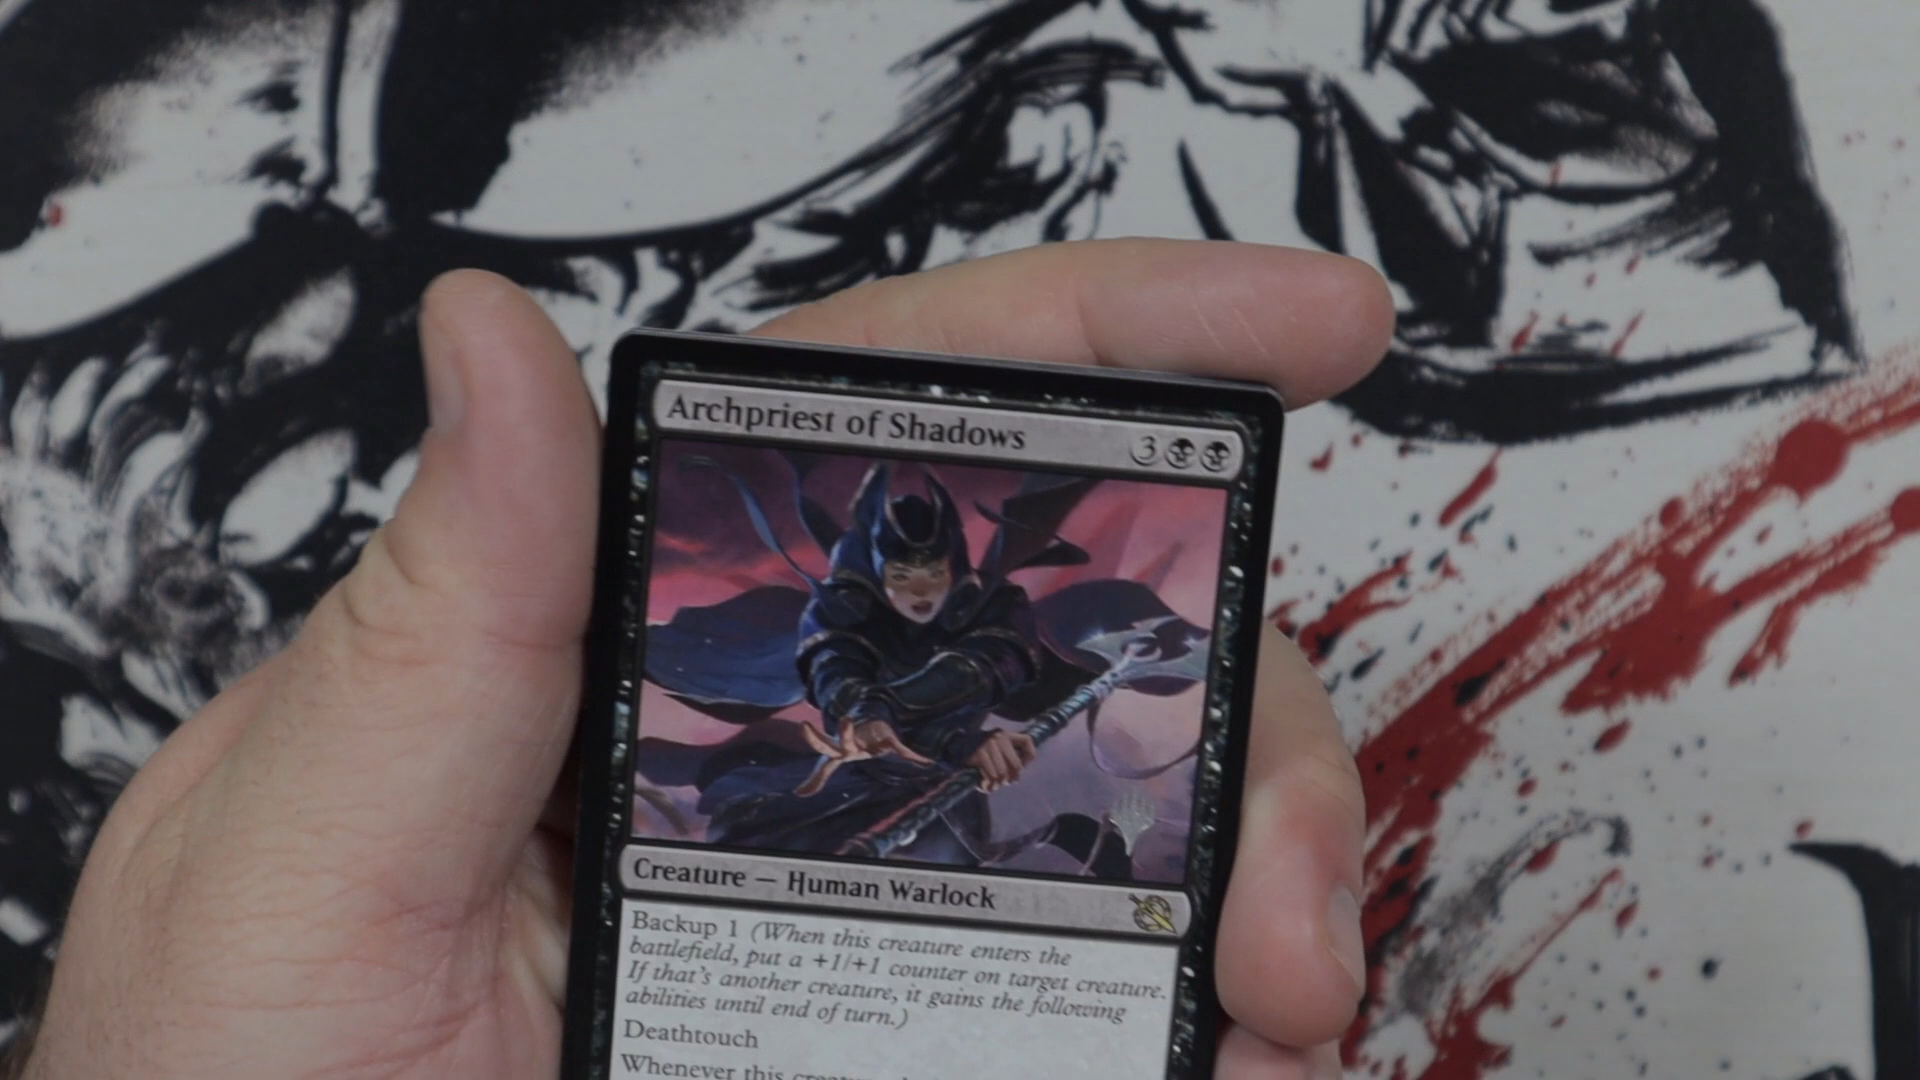 Archpriest of Shadows
3
Creature — Human Warlock
Backup 1 (When this creature enters the
battlefield, put a +1/+1 counter on target creature.
If that's another creature, it gains the following
abilities until end of turn.)
Deathtouch
Whenever this